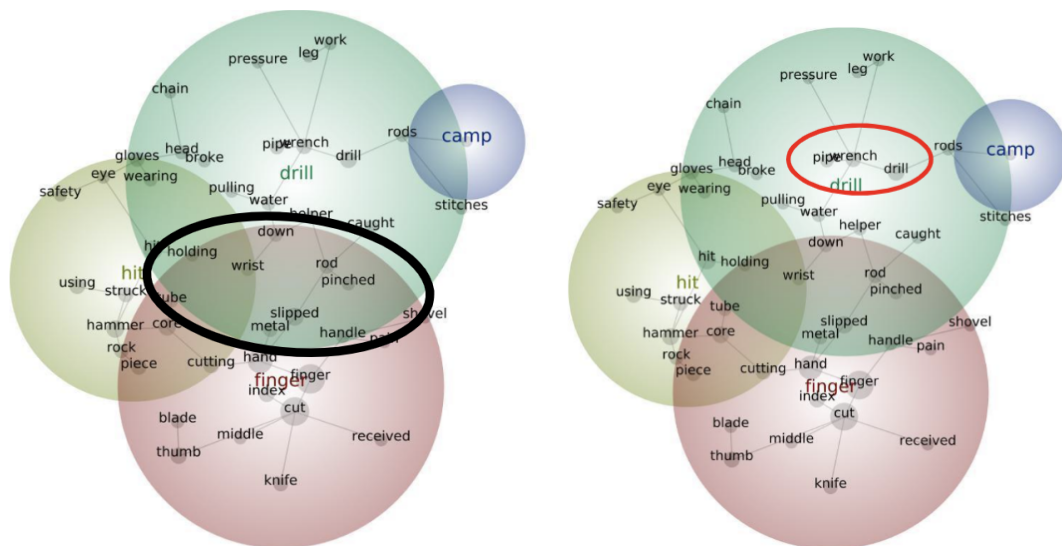 work
leg
pressure
chain
rods
camp
pipe
wrench
head
gloves
broke
drill
eye
wearing
drill
safety
pulling
stitches
water
helper
down
caught
hit
holding
hit
wrist
rod
using
struck
pinched
tube
slipped
shovel
hammer
core
metal
handle
pain
rock
piece
cutting
hand
finger
finger
index
cut
blade
middle
received
thumb
knife
work
leg
pressure
chain
rods
camp
pipe
wrench
head
gloves
broke
drill
eye
wearing
drill
safety
pulling
stitches
water
helper
down
caught
hit
holding
hit
wrist
rod
using
struck
pinched
tube
slipped
shovel
hammer
core
metal
handle
pain
rock
piece
cutting
hand
finger
finger
index
cut
blade
middle
received
thumb
knife